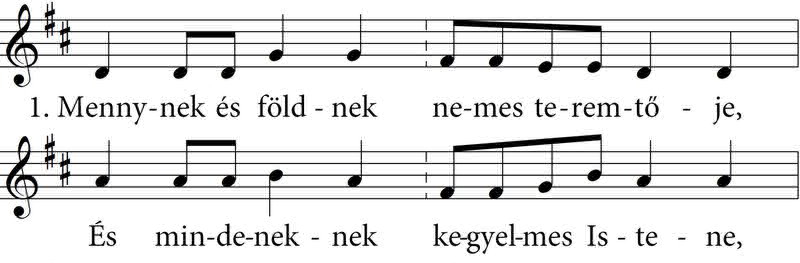 1. Menny-nek és föld - nek ne-mes te-rem-tő - je,
És min-de-nek - nek ke-gyel-mes Is - te - ne,